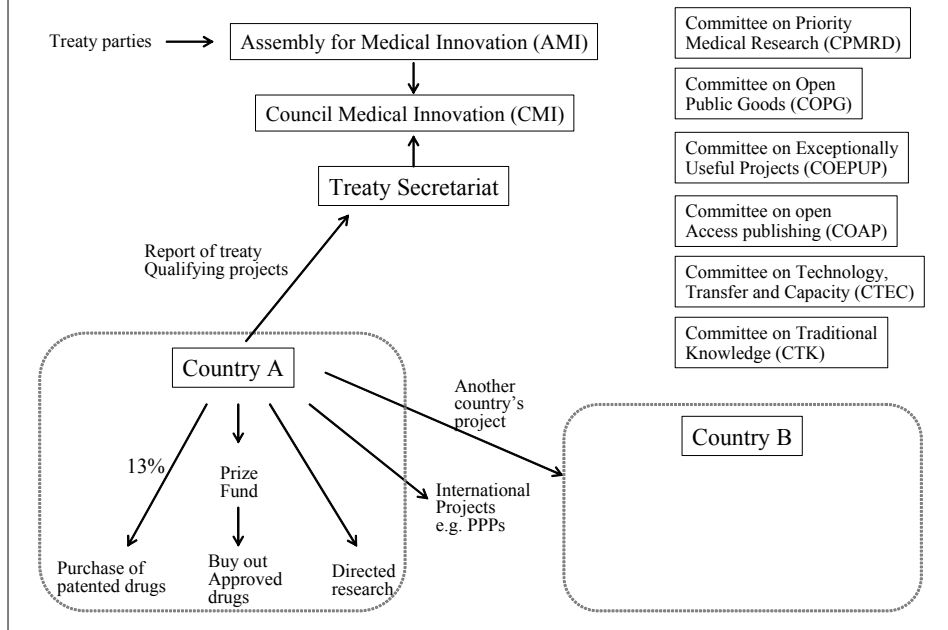 Treaty parties
Assembly for Medical Innovation (AMI)
Council Medical Innovation (CMI)
Treaty Secretariat
Report of treaty
Qualifying projects
Committee on Priority
Medical Research (CPMRD)
Committee on Open
Public Goods (COPG)
Committee on Exceptionally
Useful Projects (COEPUP)
Committee on open
Access publishing (COAP)
Committee on Technology,
Transfer and Capacity (CTEC)
Committee on Traditional
Knowledge (CTK)
Country A
Another
country's
project
Country B
13%
Prize
Fund
International
Projects
e.g. PPPs
Purchase of
patented drugs
Buy out
Approved
drugs
Directed
research